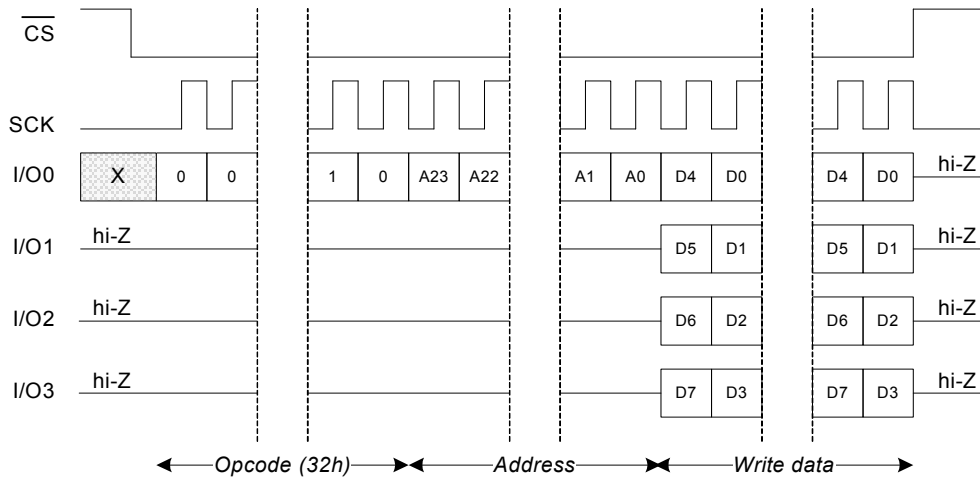 CS
SCK
I/O0 X 0 0 1 0 A23 A22 A1 A0 D4 D0 D4 D0 hi-Z
I/O1 hi-Z D5 D1 D5 D1 hi-Z
I/O2 hi-Z D6 D2 D6 D2 hi-Z
I/O3 hi-Z D7 D3 D7 D3 hi-Z
Opcode (32h) Address Write data